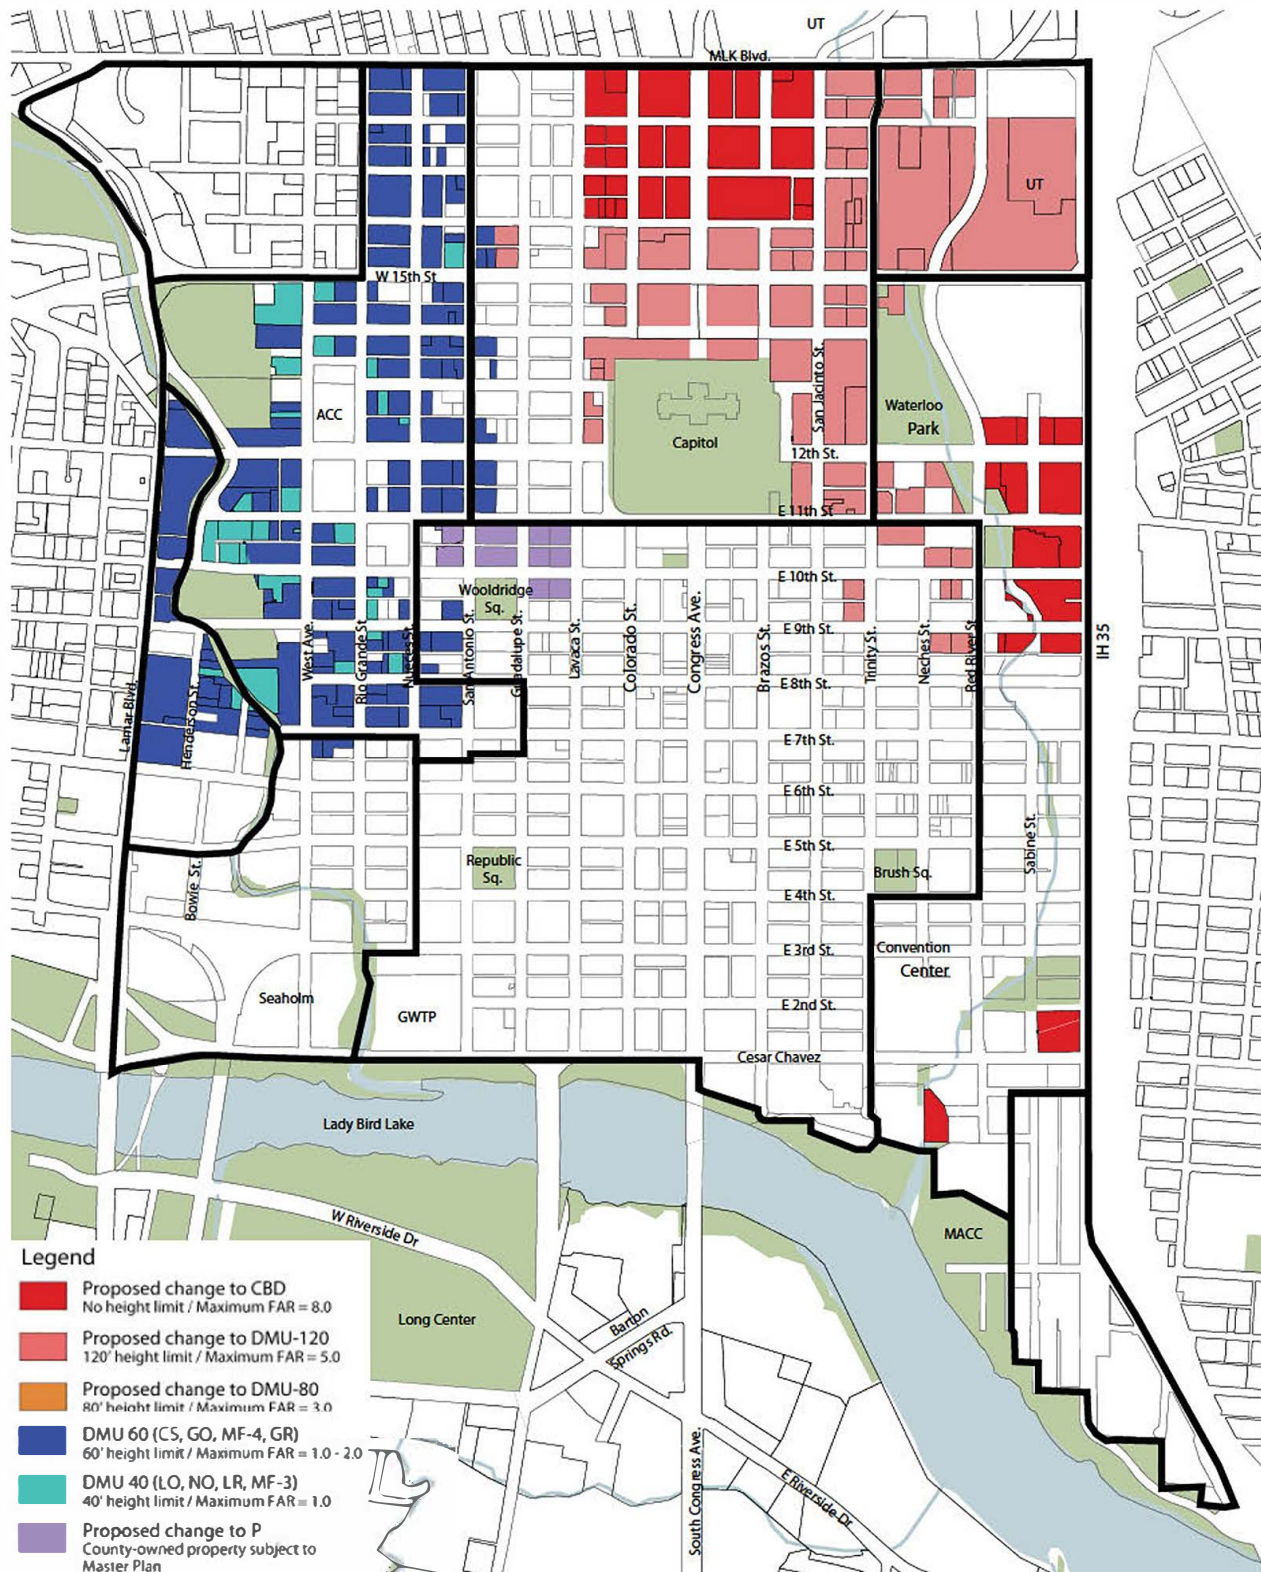 UT
MLK Blvd.
UT
W 15th St
ACC
Capitol
San Jacinto St.
Waterloo
Park
12th St.
E 11th St
E 10th St.
Wooldridge
Sq.
E 9th St.
West Ave.
Rio Grande St.
Nueces St.
San Antonio St.
Guadalupe St.
Lavaca St.
Colorado St.
Congress Ave.
Brazos St.
Trinity St.
Neches St.
Red River St.
IH 35
E 8th St.
Lamar Blvd.
Henderson St.
E 7th St.
E 6th St.
E 5th St.
Sabine St.
Republic
Sq.
Brush Sq.
Bowie St.
E 4th St.
E 3rd St.
Convention
Center
Seaholm
GWTP
E 2nd St.
Cesar Chavez
Lady Bird Lake
W Riverside Dr
MACC
Long Center
Barton
Springs Rd.
South Congress Ave.
E Riverside Dr
Legend
Proposed change to CBD
No height limit / Maximum FAR = 8.0
Proposed change to DMU-120
120' height limit / Maximum FAR = 5.0
Proposed change to DMU-80
80' height limit / Maximum FAR = 3.0
DMU 60 (CS, GO, MF-4, GR)
60' height limit / Maximum FAR = 1.0 - 2.0
DMU 40 (LO, NO, LR, MF-3)
40' height limit / Maximum FAR = 1.0
Proposed change to P
County-owned property subject to
Master Plan